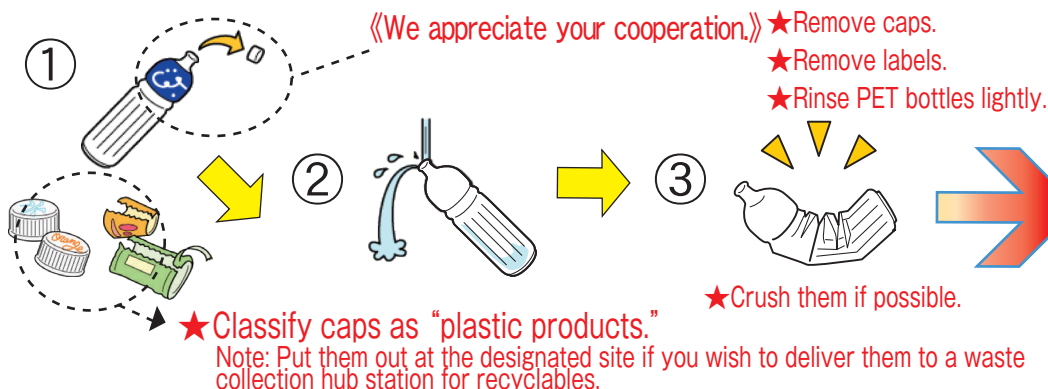 ①
《We appreciate your cooperation.》
★Remove caps.
★Remove labels.
★Rinse PET bottles lightly.
②
③
Orange
★Crush them if possible.
★Classify caps as “plastic products.”
Note: Put them out at the designated site if you wish to deliver them to a waste
collection hub station for recyclables.